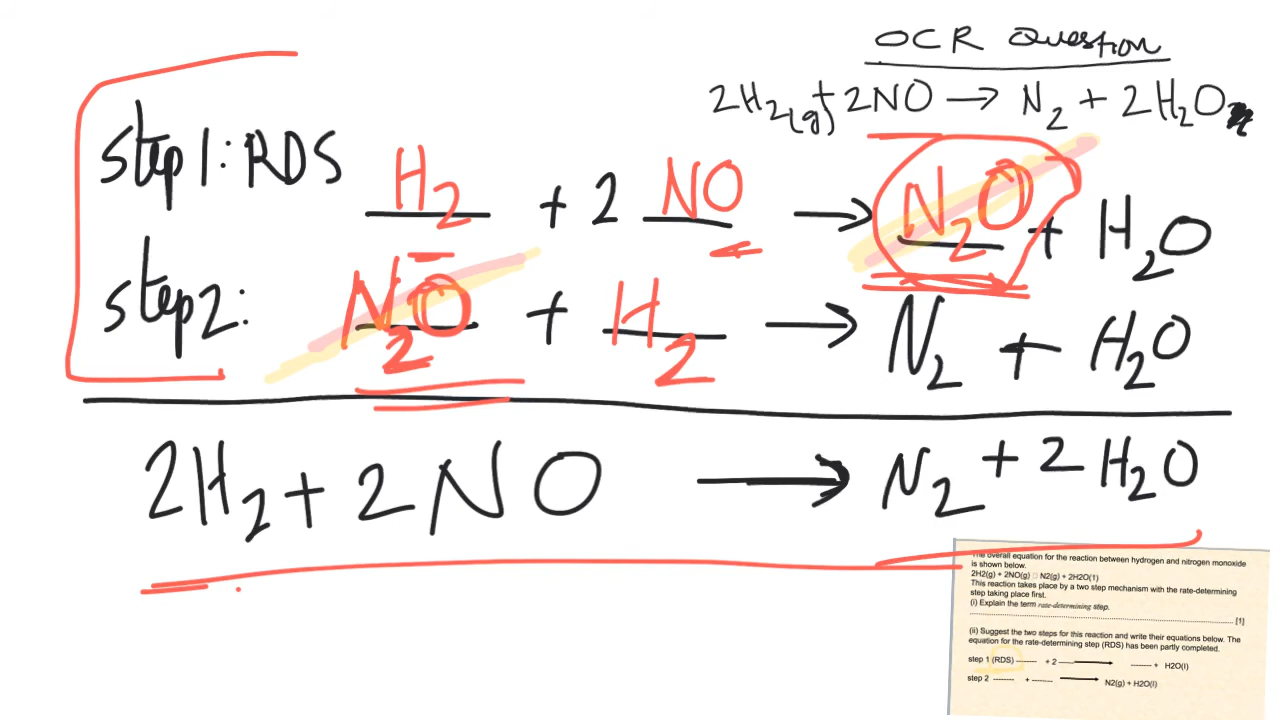 OCR Question
2H2(g) + 2NO → N2 + 2H2O
step1: RDS H2 + 2 NO → N2O + H2O
step2: N2O + H2 → N2 + H2O
2H2 + 2NO → N2 + 2H2O
The overall equation for the reaction between hydrogen and nitrogen monoxide
is shown below.
2H2(g) + 2NO(g) □ N2(g) + 2H2O(l)
This reaction takes place by a two step mechanism with the rate-determining
step taking place first.
(i) Explain the term rate-determining step.
[1]
(ii) Suggest the two steps for this reaction and write their equations below. The
equation for the rate-determining step (RDS) has been partly completed.
step 1 (RDS) -------- + 2 ------ → -------- + H2O(l)
step 2 -------- + -------- → N2(g) + H2O(l)